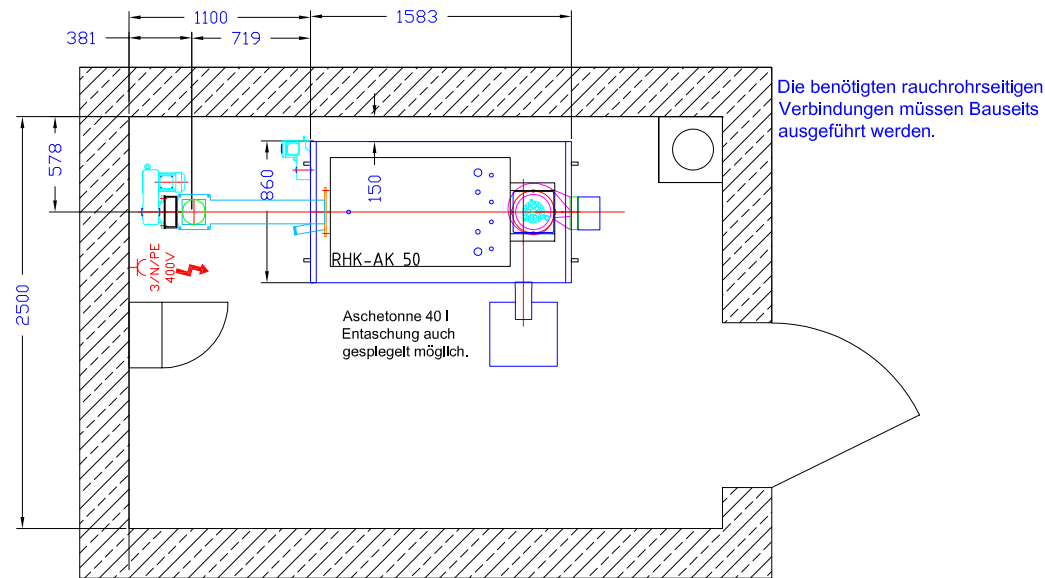 1100
1583
381
719
Die benötigten rauchrohrseitigen
Verbindungen müssen Bauseits
ausgeführt werden.
578
860
150
RHK-AK 50
3/N/PE
400V
2500
Aschetonne 40 l
Entaschung auch
gespiegelt möglich.